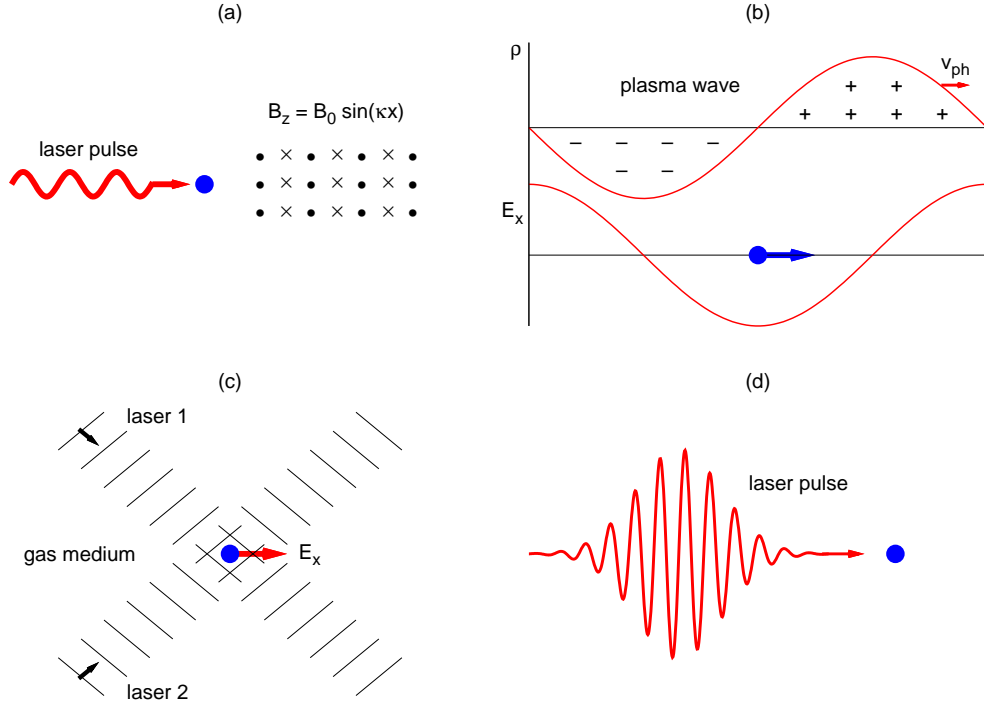 (a)
B_z = B_0 sin(κx)
laser pulse
(b)
ρ
plasma wave
v_ph
+ +
+ + + +
− − − −
− −
E_x
(c)
laser 1
gas medium
E_x
laser 2
(d)
laser pulse